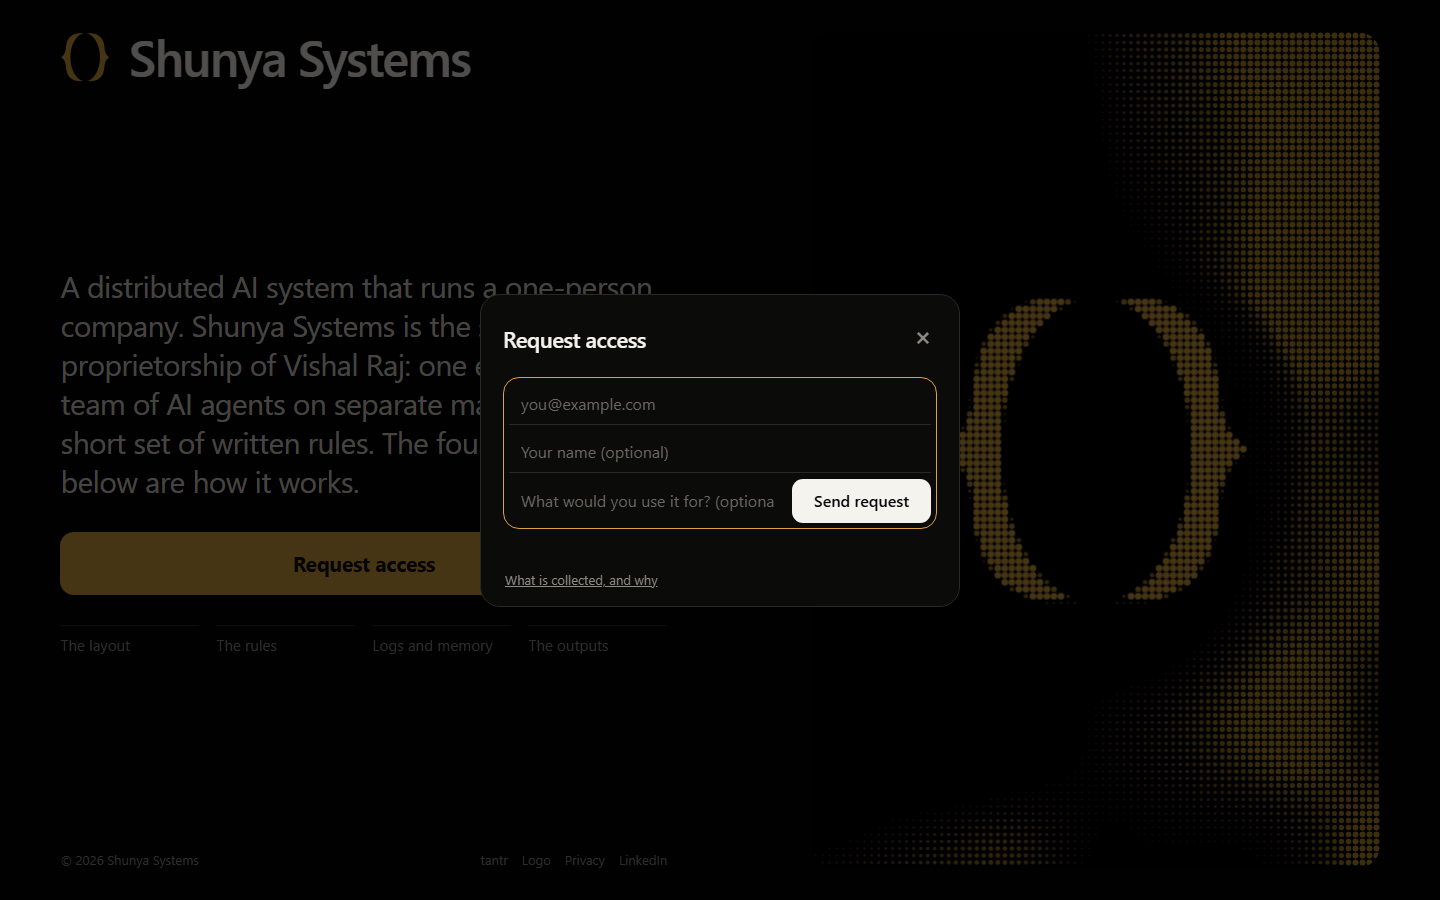 Shunya Systems
A distributed AI system that runs a one-person
company. Shunya Systems is the
proprietorship of Vishal Raj: one
team of AI agents on separate
short set of written rules. The
below are how it works.
Request access
The layout
The rules
Logs and memory
The outputs
Request access
✕
you@example.com
Your name (optional)
What would you use it for? (optiona
Send request
What is collected, and why
© 2026 Shunya Systems
tantr
Logo
Privacy
LinkedIn